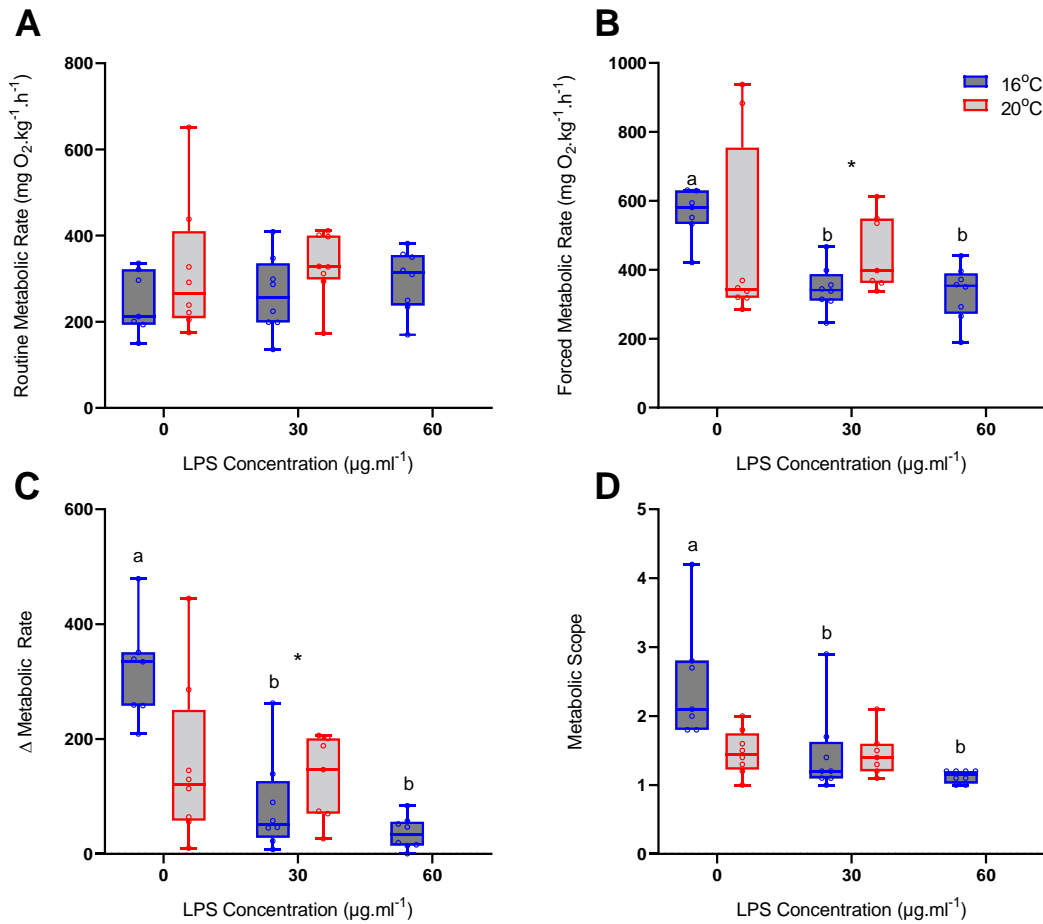 A
Routine Metabolic Rate (mg O₂.kg⁻¹.h⁻¹)
800
600
400
200
0
0 30 60
LPS Concentration (µg.ml⁻¹)
B
Forced Metabolic Rate (mg O₂.kg⁻¹.h⁻¹)
1000
800
600
400
200
0
16°C
20°C
a
b
*
b
0 30 60
LPS Concentration (µg.ml⁻¹)
C
Δ Metabolic Rate
600
400
200
0
a
b
*
b
0 30 60
LPS Concentration (µg.ml⁻¹)
D
Metabolic Scope
5
4
3
2
1
0
a
b
b
0 30 60
LPS Concentration (µg.ml⁻¹)